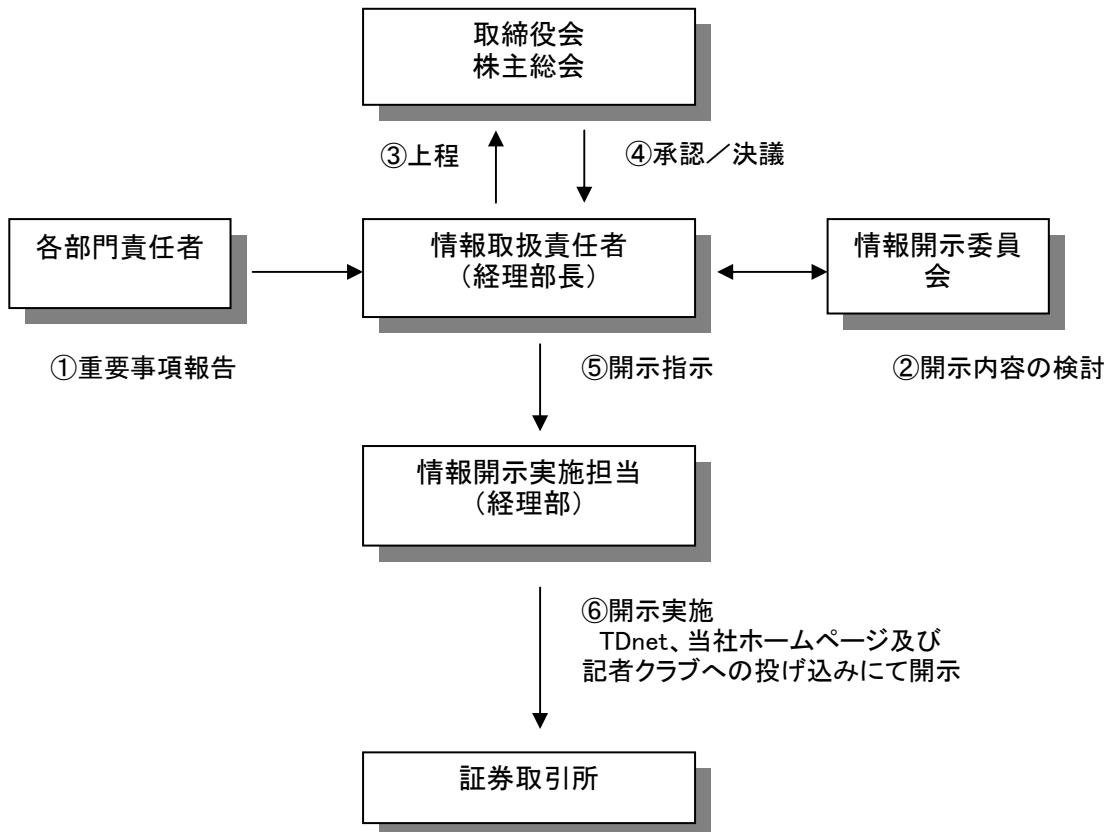 取締役会
株主総会
③上程
④承認／決議
各部門責任者
情報取扱責任者
（経理部長）
情報開示委員
会
①重要事項報告
⑤開示指示
②開示内容の検討
情報開示実施担当
（経理部）
⑥開示実施
TDnet、当社ホームページ及び
記者クラブへの投げ込みにて開示
証券取引所